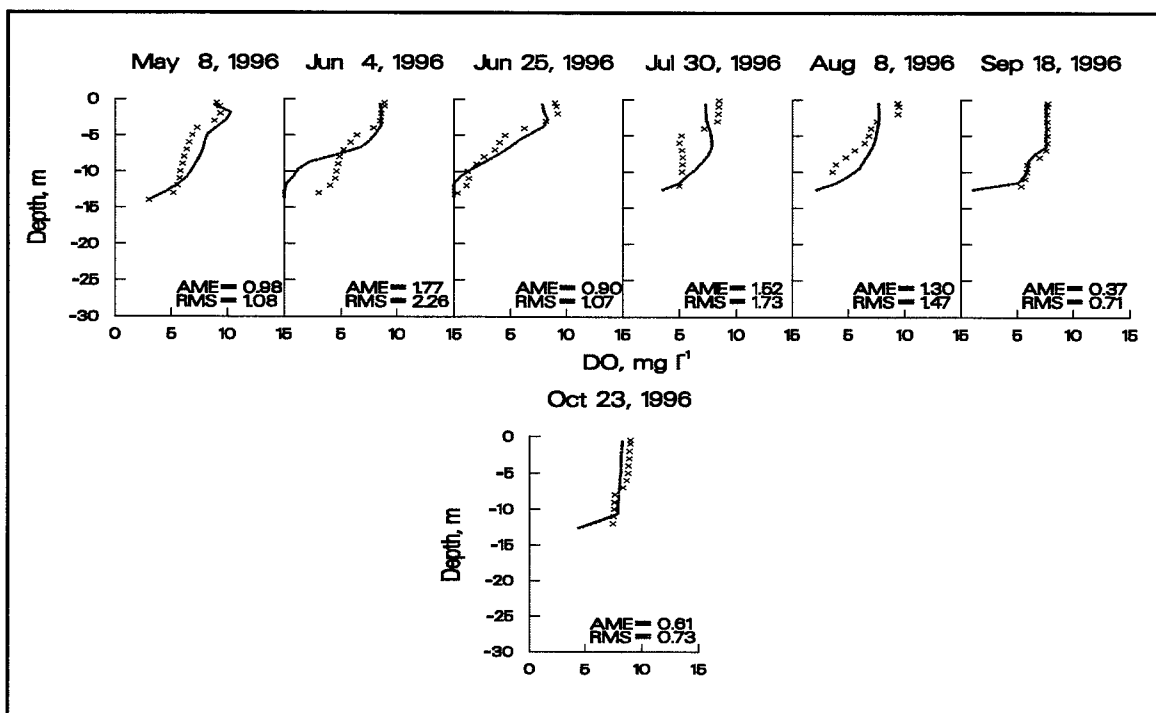 May 8, 1996 Jun 4, 1996 Jun 25, 1996 Jul 30, 1996 Aug 8, 1996 Sep 18, 1996
0
-5
-10
-15
-20
-25
-30
Depth, m
AME= 0.98 AME= 1.77 AME= 0.90 AME= 1.52 AME= 1.30 AME= 0.37
RMS= 1.08 RMS= 2.26 RMS= 1.07 RMS= 1.73 RMS= 1.47 RMS= 0.71
0 5 10 15 5 10 15 5 10 15 5 10 15 5 10 15 5 10 15
DO, mg l⁻¹
Oct 23, 1996
0
-5
-10
-15
-20
-25
-30
Depth, m
AME= 0.61
RMS= 0.73
0 5 10 15